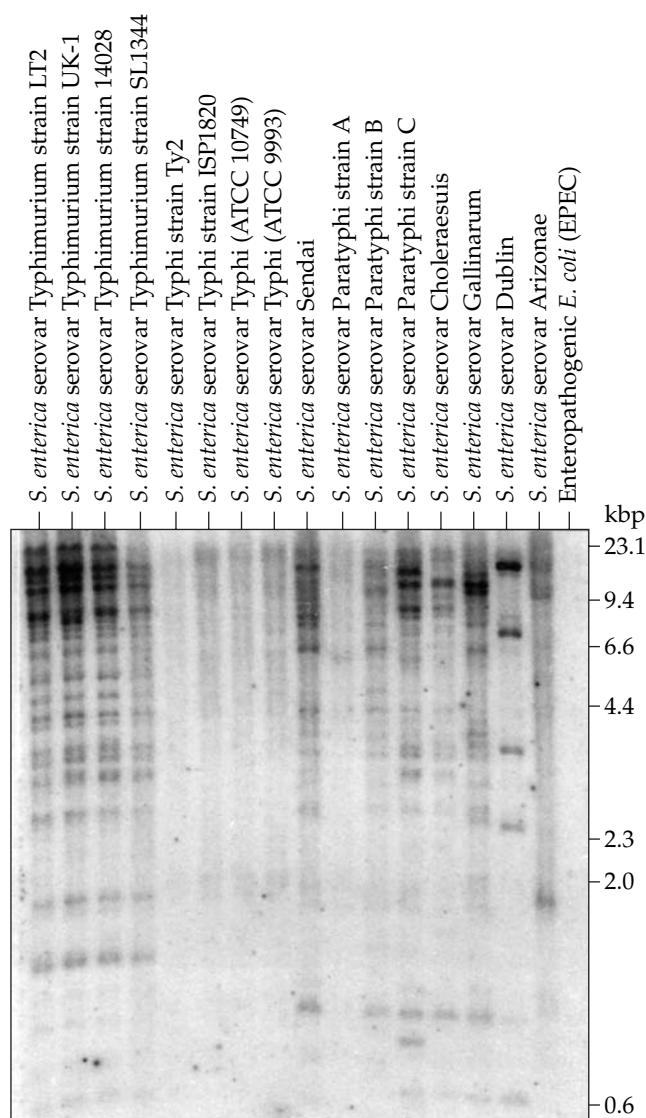 S. enterica serovar Typhimurium strain LT2
S. enterica serovar Typhimurium strain UK-1
S. enterica serovar Typhimurium strain 14028
S. enterica serovar Typhimurium strain SL1344
S. enterica serovar Typhi strain Ty2
S. enterica serovar Typhi strain ISP1820
S. enterica serovar Typhi (ATCC 10749)
S. enterica serovar Typhi (ATCC 9993)
S. enterica serovar Sendai
S. enterica serovar Paratyphi strain A
S. enterica serovar Paratyphi strain B
S. enterica serovar Paratyphi strain C
S. enterica serovar Choleraesuis
S. enterica serovar Gallinarum
S. enterica serovar Dublin
S. enterica serovar Arizonae
Enteropathogenic E. coli (EPEC)
kbp
23.1
9.4
6.6
4.4
2.3
2.0
0.6